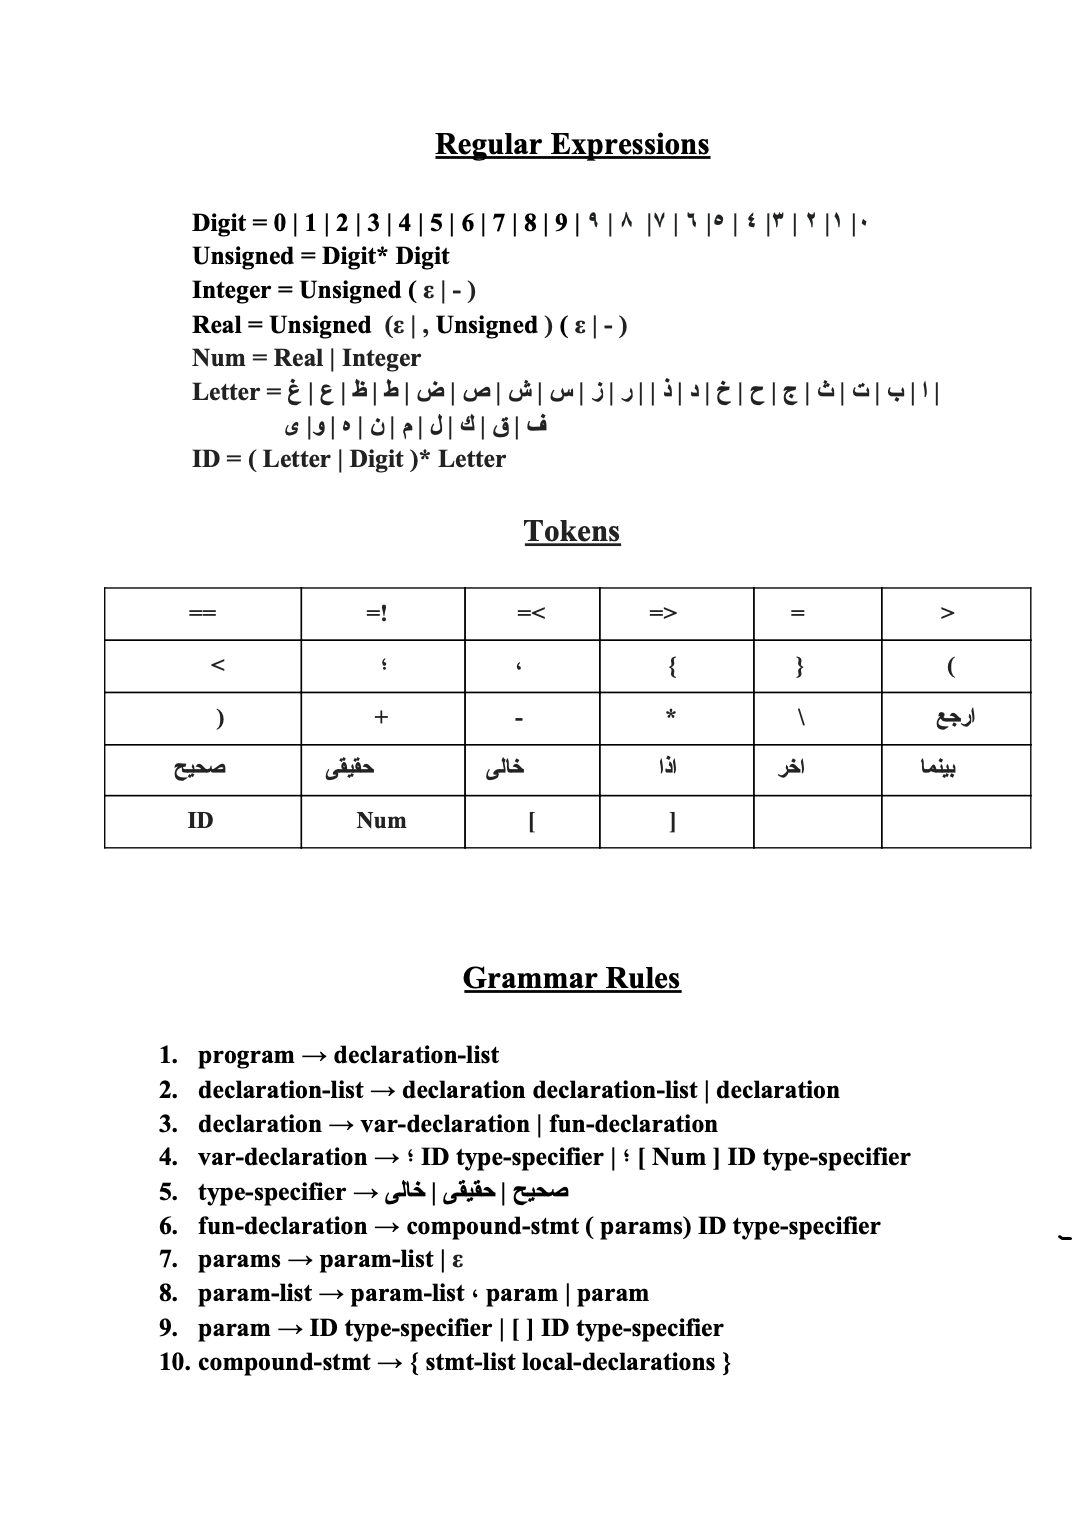 Regular Expressions
Digit = 0 | 1 | 2 | 3 | 4 | 5 | 6 | 7 | 8 | 9 | ٩ | ٨ |٧ | ٦ |٥ | ٤ |٣ | ٢ |١ |٠
Unsigned = Digit* Digit
Integer = Unsigned ( ε | - )
Real = Unsigned (ε | , Unsigned ) ( ε | - )
Num = Real | Integer
Letter = ا | ب | ت | ث | ج | ح | خ | د | ذ | | ر | ز | س | ش | ص | ض | ط | ظ | ع | غ | |
ف | ق | ك | ل | م | ن | ه | و | ى
ID = ( Letter | Digit )* Letter
Tokens
== =! =< => = >
< ؛ ، { } (
) + - * \ ارجع
صحيح حقيقى خالى اذا اخر بينما
ID Num [ ]
Grammar Rules
1. program → declaration-list
2. declaration-list → declaration declaration-list | declaration
3. declaration → var-declaration | fun-declaration
4. var-declaration → ؛ ID type-specifier | ؛ [ Num ] ID type-specifier
5. type-specifier → صحيح | حقيقى | خالى
6. fun-declaration → compound-stmt ( params) ID type-specifier
7. params → param-list | ε
8. param-list → param-list ، param | param
9. param → ID type-specifier | [ ] ID type-specifier
10. compound-stmt → { stmt-list local-declarations }